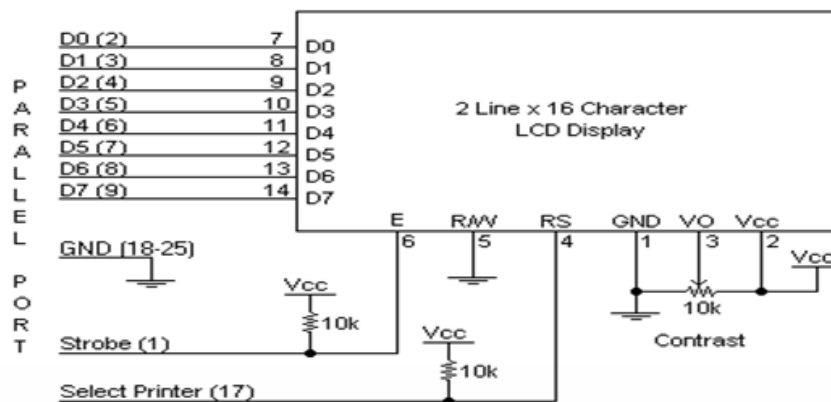 D0 (2) 7 D0
D1 (3) 8 D1
D2 (4) 9 D2
D3 (5) 10 D3
D4 (6) 11 D4
D5 (7) 12 D5
D6 (8) 13 D6
D7 (9) 14 D7
PARALLEL PORT
2 Line x 16 Character
LCD Display
E R/W RS GND VO Vcc
6 5 4 1 3 2
GND (18-25)
Vcc
10k
Strobe (1)
Vcc
10k
Select Printer (17)
Vcc
10k
Contrast